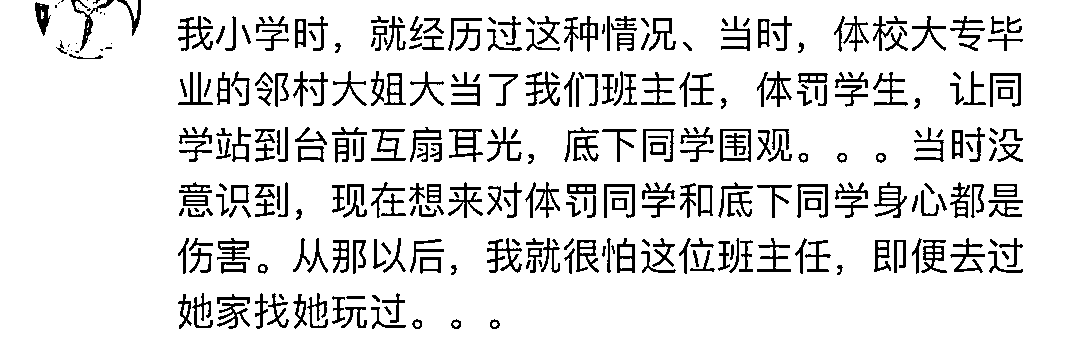 我小学时，就经历过这种情况、当时，体校大专毕
业的邻村大姐大当了我们班主任，体罚学生，让同
学站到台前互扇耳光，底下同学围观。。。当时没
意识到，现在想来对体罚同学和底下同学身心都是
伤害。从那以后，我就很怕这位班主任，即便去过
她家找她玩过。。。